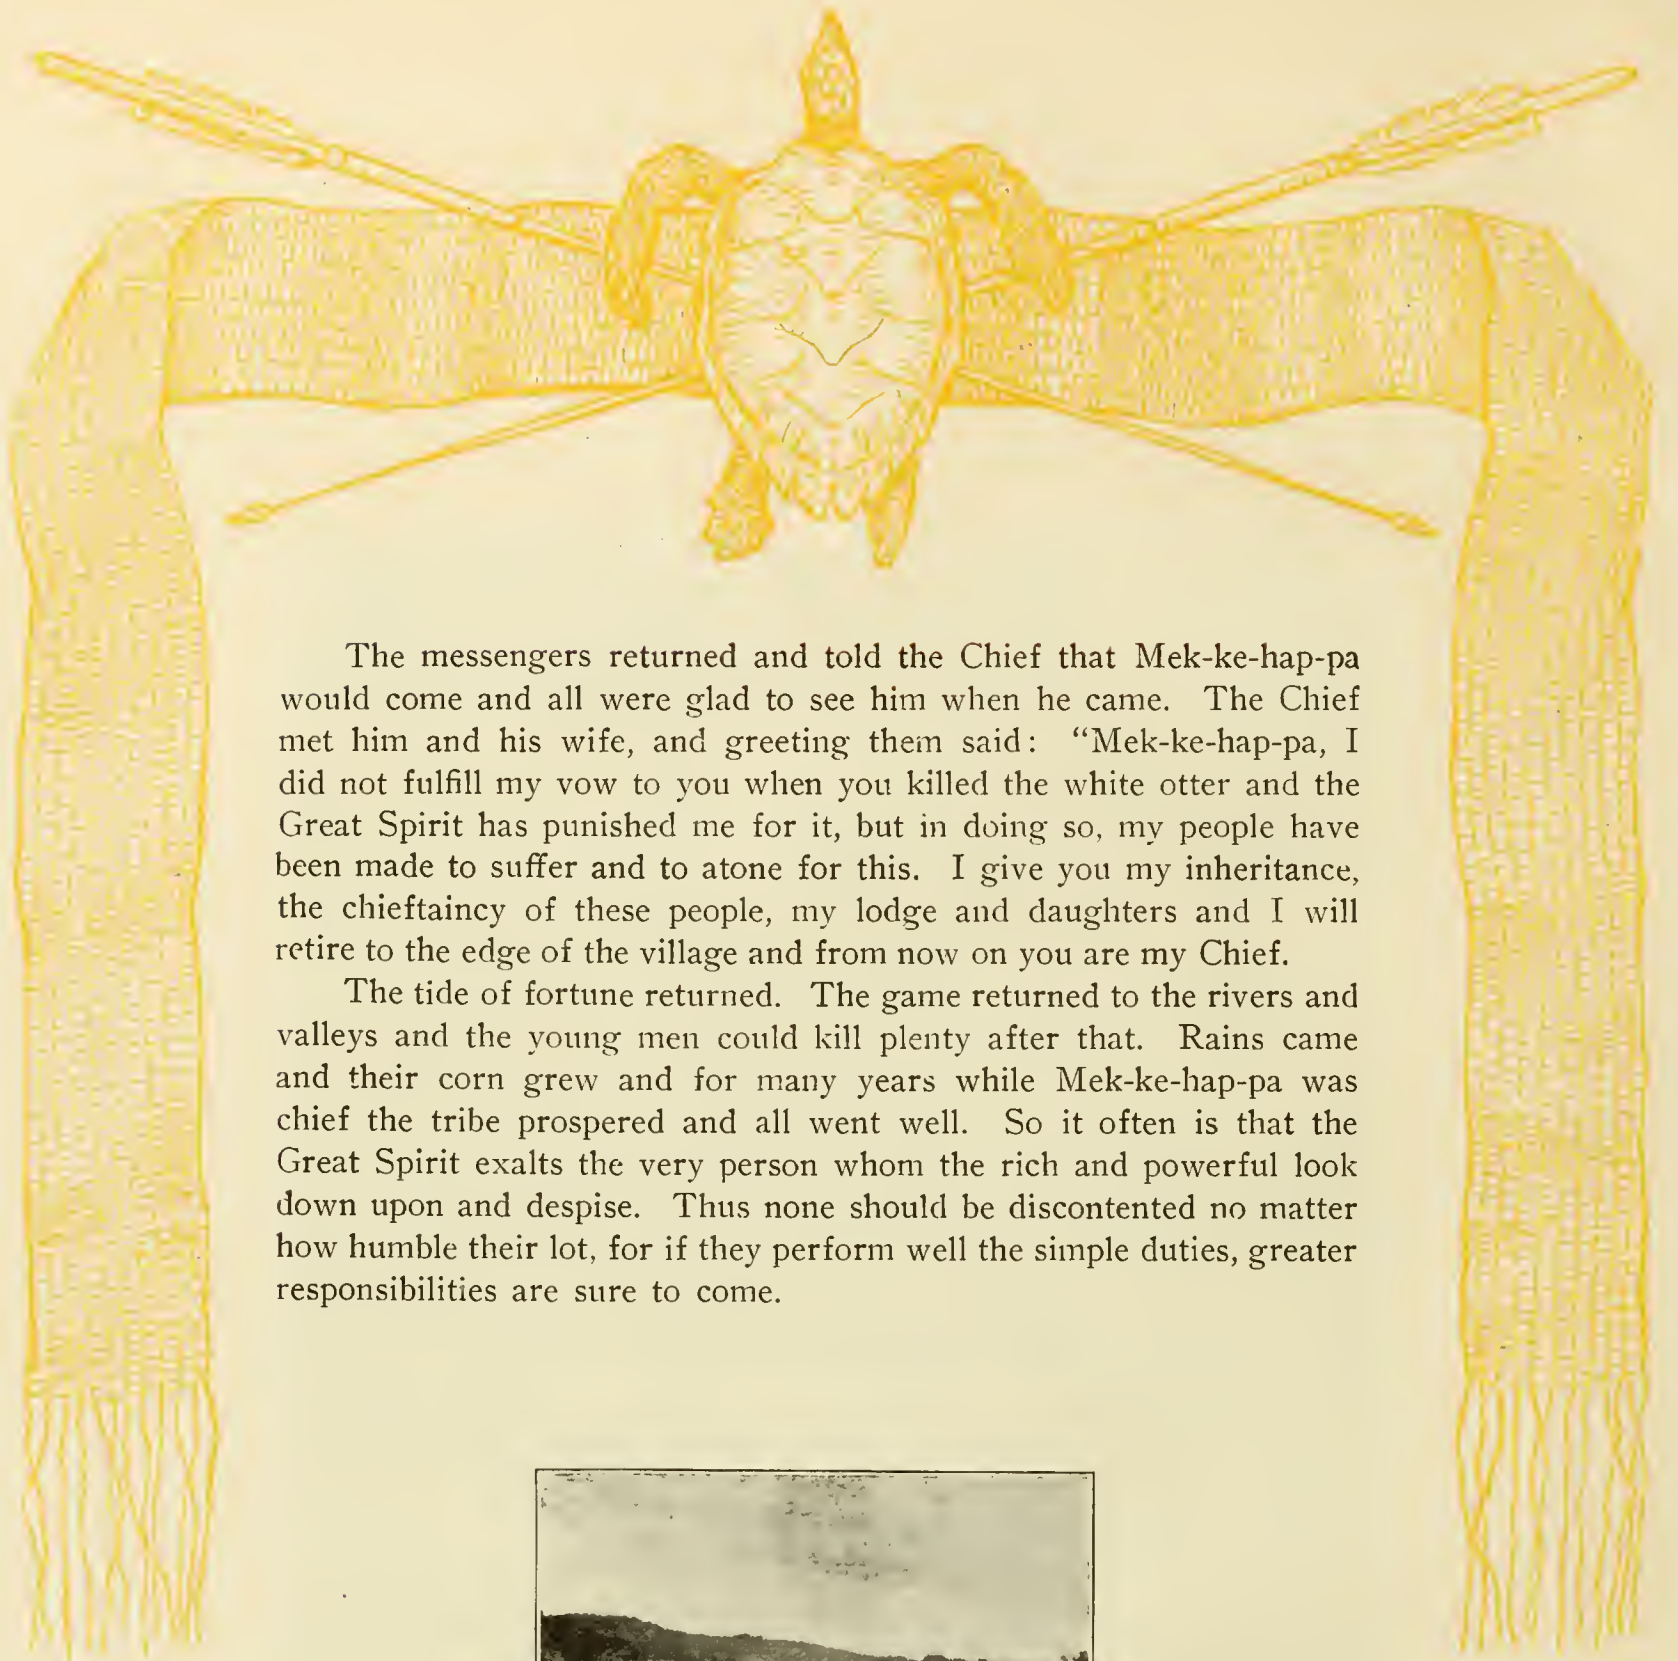 The messengers returned and told the Chief that Mek-ke-hap-pa
would come and all were glad to see him when he came. The Chief
met him and his wife, and greeting them said: “Mek-ke-hap-pa, I
did not fulfill my vow to you when you killed the white otter and the
Great Spirit has punished me for it, but in doing so, my people have
been made to suffer and to atone for this. I give you my inheritance,
the chieftaincy of these people, my lodge and daughters and I will
retire to the edge of the village and from now on you are my Chief.
The tide of fortune returned. The game returned to the rivers and
valleys and the young men could kill plenty after that. Rains came
and their corn grew and for many years while Mek-ke-hap-pa was
chief the tribe prospered and all went well. So it often is that the
Great Spirit exalts the very person whom the rich and powerful look
down upon and despise. Thus none should be discontented no matter
how humble their lot, for if they perform well the simple duties, greater
responsibilities are sure to come.